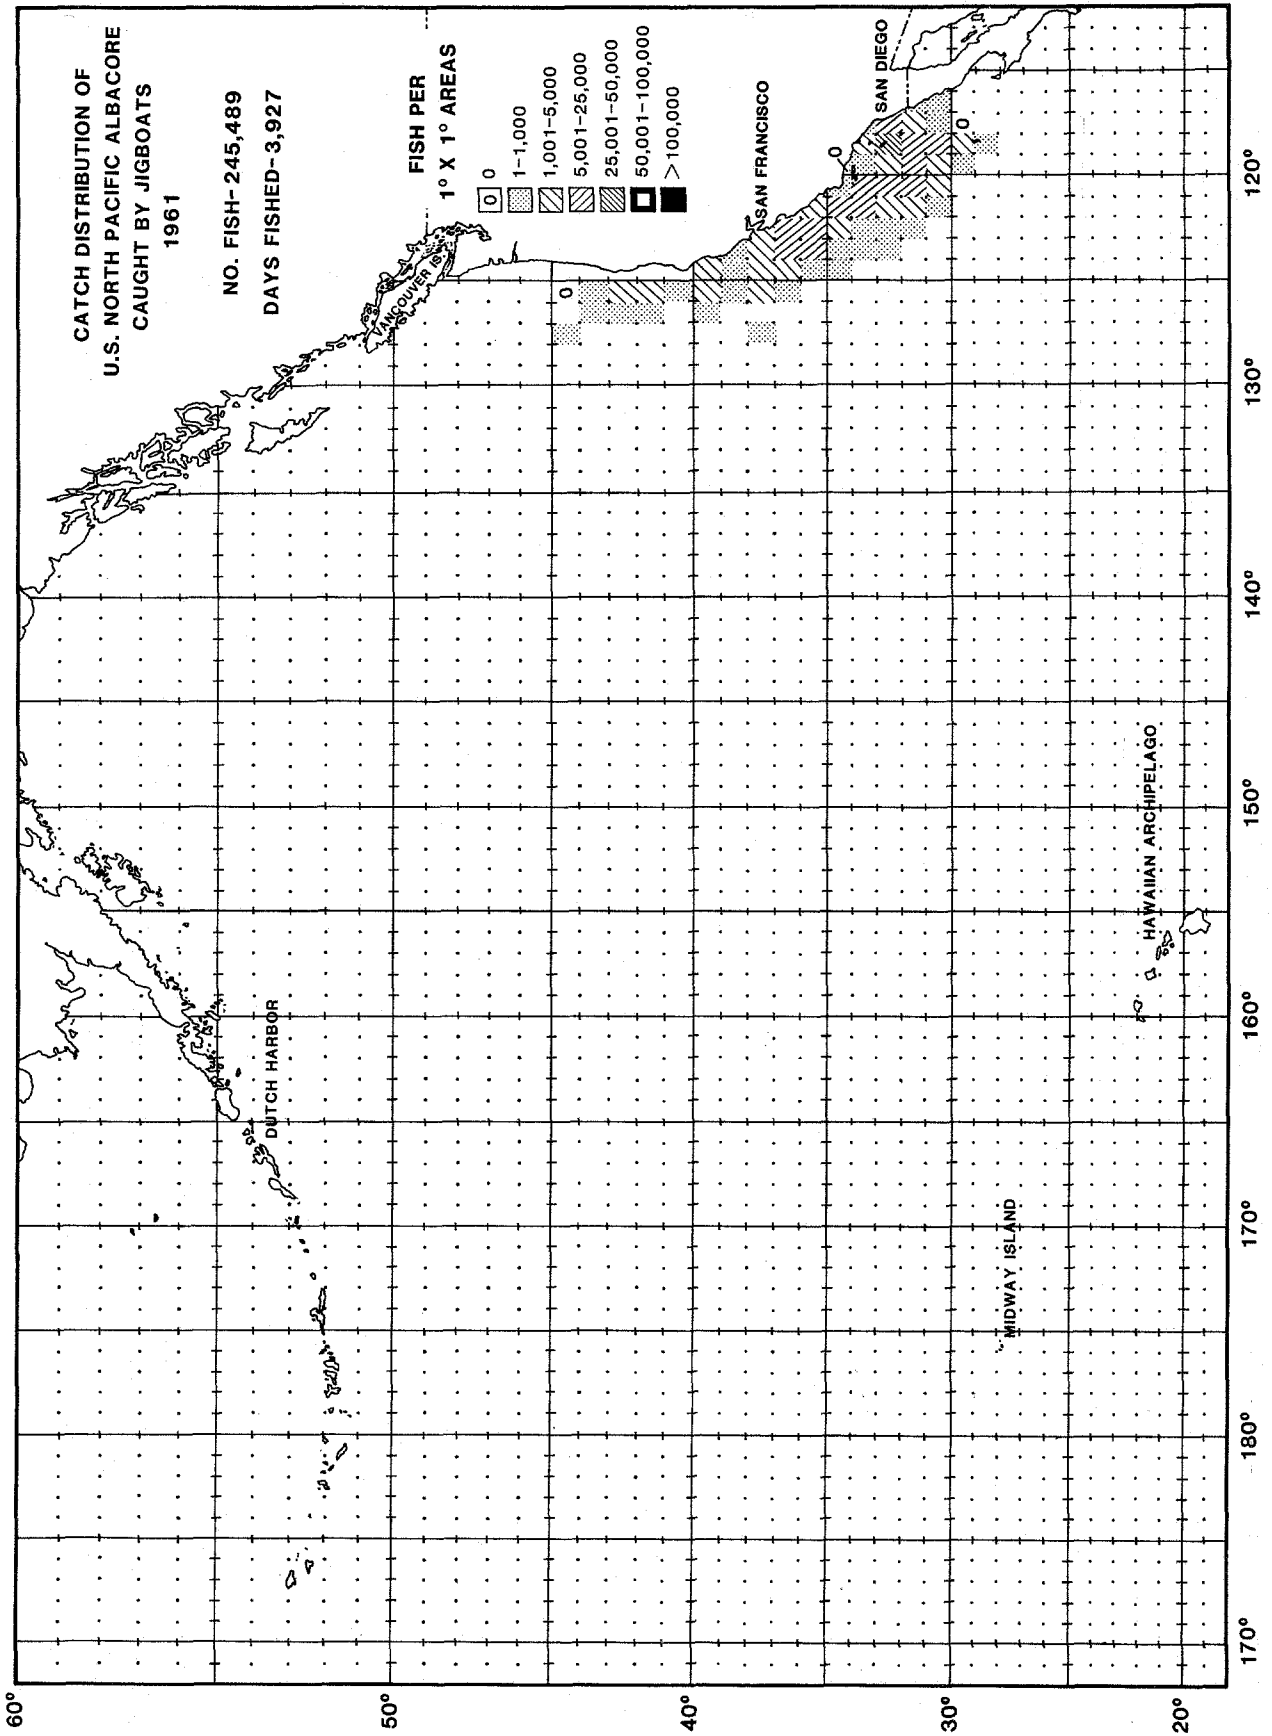 CATCH DISTRIBUTION OF
U.S. NORTH PACIFIC ALBACORE
CAUGHT BY JIGBOATS
1961
NO. FISH-245,489
DAYS FISHED-3,927
FISH PER
1° X 1° AREAS
0 0
1-1,000
1,001-5,000
5,001-25,000
25,001-50,000
50,001-100,000
>100,000
VANCOUVER IS.
SAN FRANCISCO
SAN DIEGO
DUTCH HARBOR
HAWAIIAN ARCHIPELAGO
MIDWAY ISLAND
0
0
0
60°
50°
40°
30°
20°
170°
180°
170°
160°
150°
140°
130°
120°